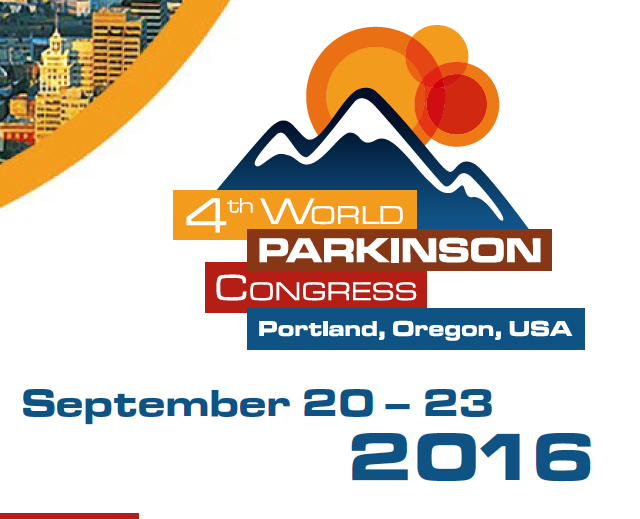 4th World
PARKINSON
Congress
Portland, Oregon, USA
September 20 – 23
2016